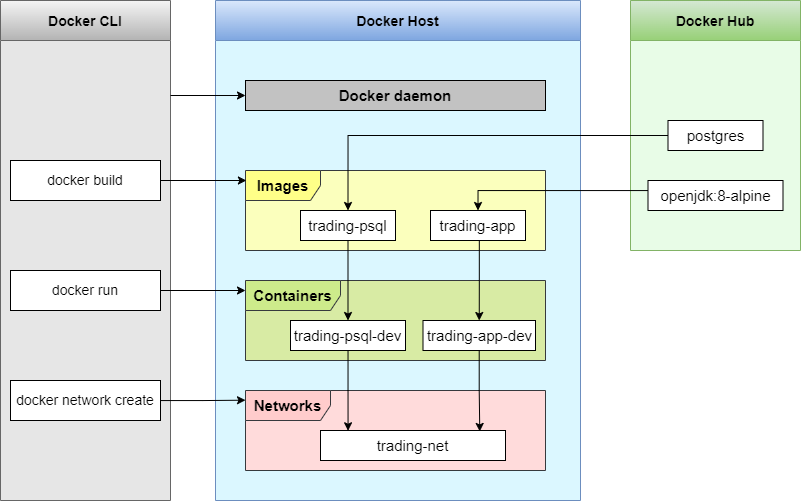 Docker CLI
Docker Host
Docker Hub
Docker daemon
postgres
docker build
Images
openjdk:8-alpine
trading-psql
trading-app
docker run
Containers
trading-psql-dev
trading-app-dev
docker network create
Networks
trading-net